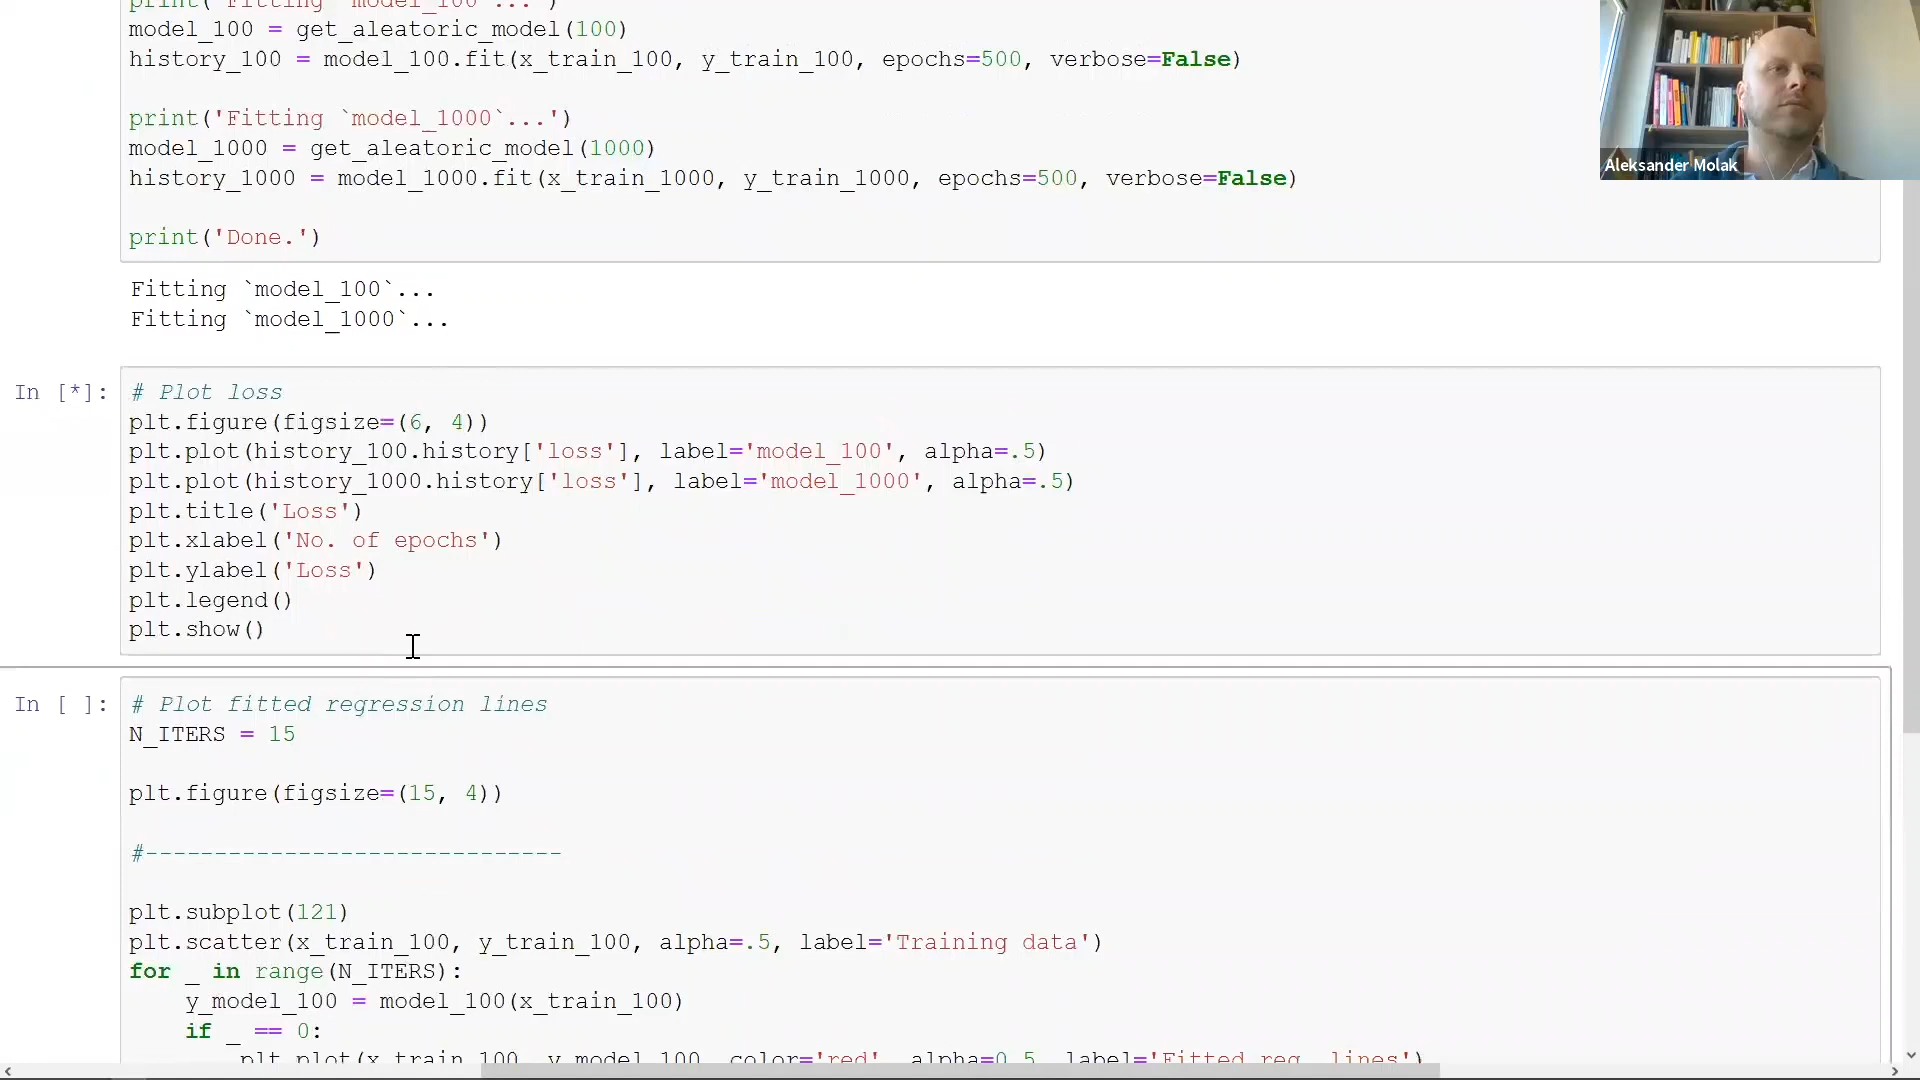 print('Fitting `model_100`...')
model_100 = get_aleatoric_model(100)
history_100 = model_100.fit(x_train_100, y_train_100, epochs=500, verbose=False)
print('Fitting `model_1000`...')
model_1000 = get_aleatoric_model(1000)
history_1000 = model_1000.fit(x_train_1000, y_train_1000, epochs=500, verbose=False)
print('Done.')
Aleksander Molak
Fitting `model_100`...
Fitting `model_1000`...
In [*]: # Plot loss
plt.figure(figsize=(6, 4))
plt.plot(history_100.history['loss'], label='model_100', alpha=.5)
plt.plot(history_1000.history['loss'], label='model_1000', alpha=.5)
plt.title('Loss')
plt.xlabel('No. of epochs')
plt.ylabel('Loss')
plt.legend()
plt.show()
In [ ]: # Plot fitted regression lines
N_ITERS = 15
plt.figure(figsize=(15, 4))
#------------------------------
plt.subplot(121)
plt.scatter(x_train_100, y_train_100, alpha=.5, label='Training data')
for _ in range(N_ITERS):
    y_model_100 = model_100(x_train_100)
    if _ == 0:
        plt.plot(x_train_100, y_model_100, color='red', alpha=0.5, label='Fitted reg. lines')